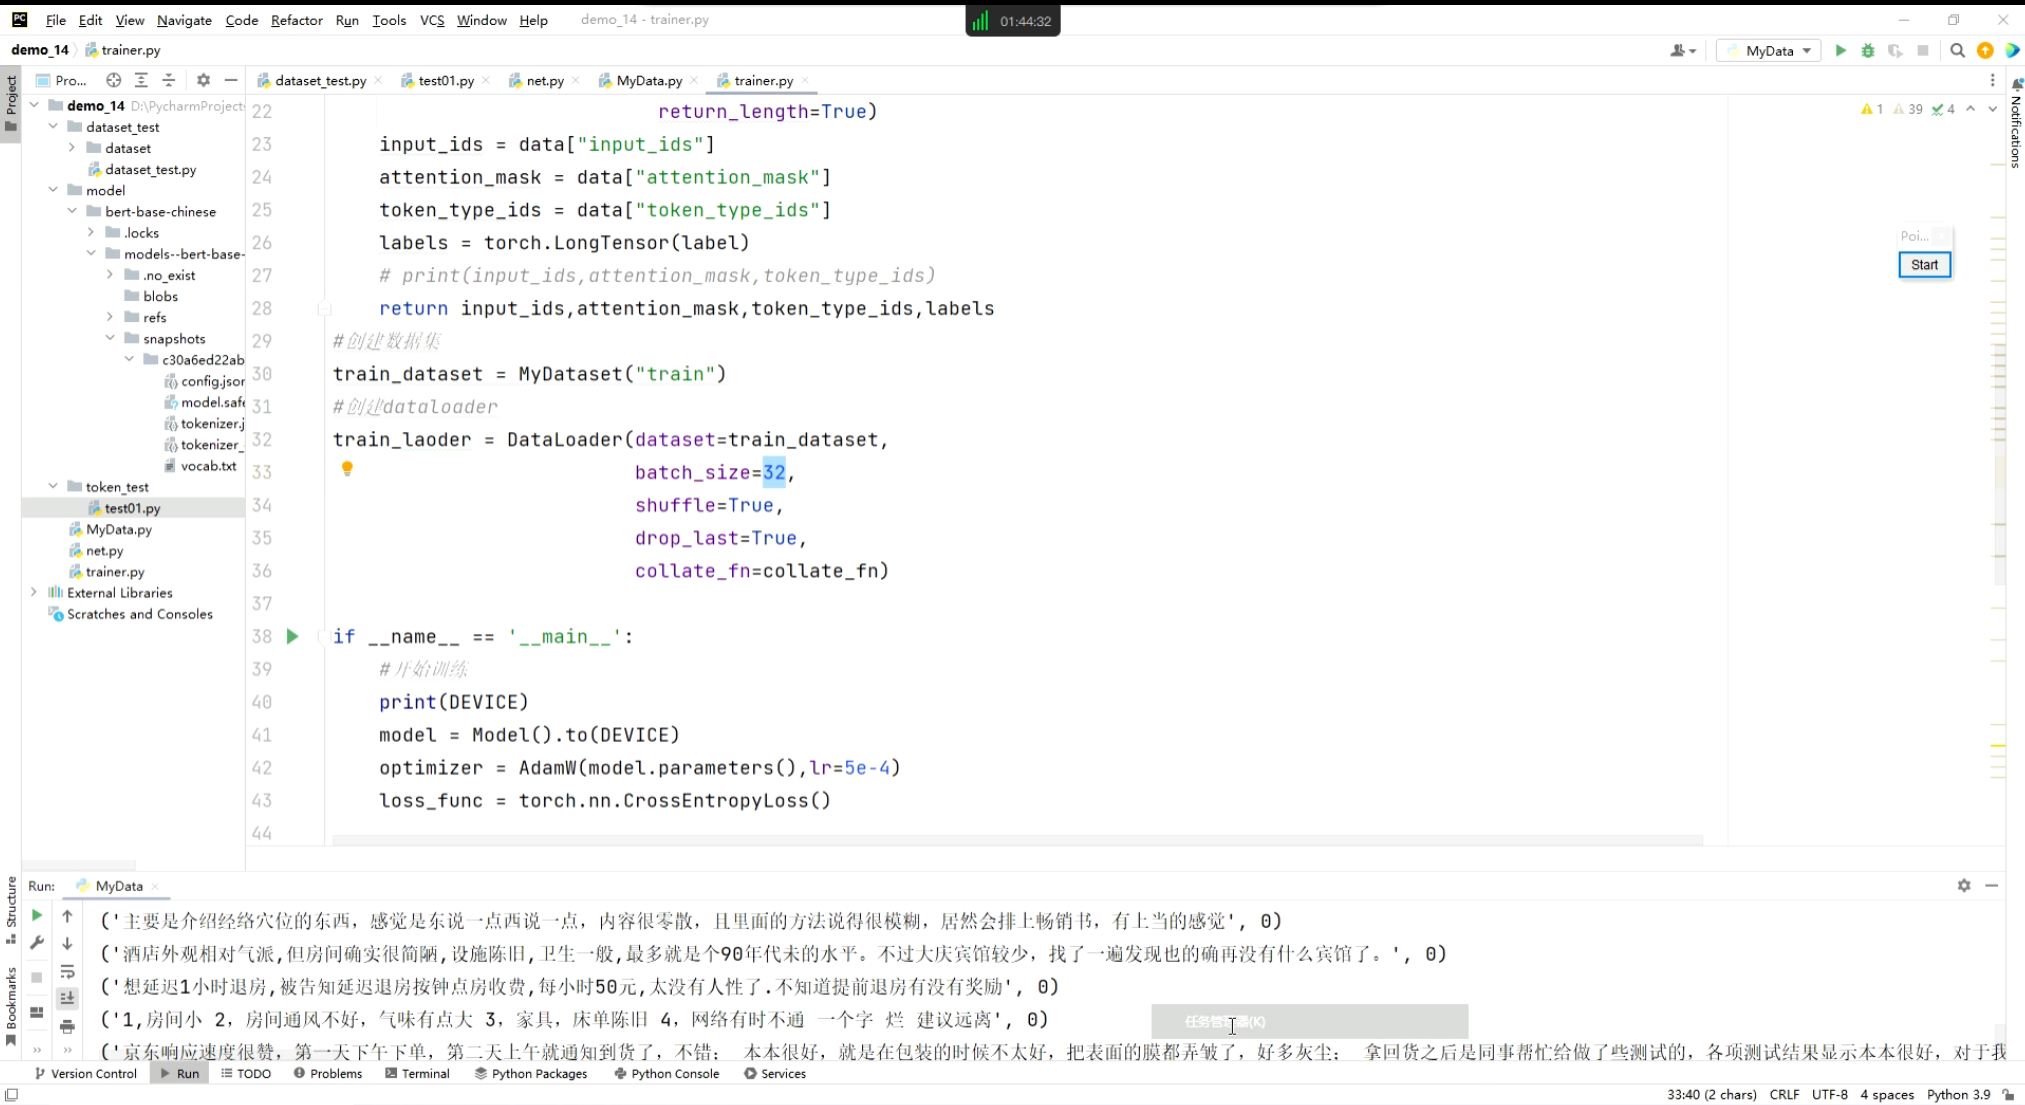 File Edit View Navigate Code Refactor Run Tools VCS Window Help demo_14 - trainer.py 01:44:32
demo_14 trainer.py MyData
Project
Pro...
dataset_test.py test01.py net.py MyData.py trainer.py
demo_14 D:\PycharmProject
dataset_test
dataset
dataset_test.py
model
bert-base-chinese
.locks
models--bert-base-
.no_exist
blobs
refs
snapshots
c30a6ed22ab
config.jsor
model.safe
tokenizer.j
tokenizer_
vocab.txt
token_test
test01.py
MyData.py
net.py
trainer.py
External Libraries
Scratches and Consoles
1 39 4
Notifications
Poi...
Start
22 return_length=True)
23 input_ids = data["input_ids"]
24 attention_mask = data["attention_mask"]
25 token_type_ids = data["token_type_ids"]
26 labels = torch.LongTensor(label)
27 # print(input_ids,attention_mask,token_type_ids)
28 return input_ids,attention_mask,token_type_ids,labels
29 #创建数据集
30 train_dataset = MyDataset("train")
31 #创建dataloader
32 train_laoder = DataLoader(dataset=train_dataset,
33 batch_size=32,
34 shuffle=True,
35 drop_last=True,
36 collate_fn=collate_fn)
37
38 if __name__ == '__main__':
39 #开始训练
40 print(DEVICE)
41 model = Model().to(DEVICE)
42 optimizer = AdamW(model.parameters(),lr=5e-4)
43 loss_func = torch.nn.CrossEntropyLoss()
44
Structure
Bookmarks
Run: MyData
('主要是介绍经络穴位的东西，感觉是东说一点西说一点，内容很零散，且里面的方法说得很模糊，居然会排上畅销书，有上当的感觉', 0)
('酒店外观相对气派,但房间确实很简陋,设施陈旧,卫生一般,最多就是个90年代未的水平。不过大庆宾馆较少，找了一遍发现也的确再没有什么宾馆了。', 0)
('想延迟1小时退房,被告知延迟退房按钟点房收费,每小时50元,太没有人性了.不知道提前退房有没有奖励', 0)
('1,房间小 2，房间通风不好，气味有点大 3，家具，床单陈旧 4，网络有时不通 一个字 烂 建议远离', 0)
任务管理器(K)
('京东响应速度很赞，第一天下午下单，第二天上午就通知到货了，不错； 本本很好，就是在包装的时候不太好，把表面的膜都弄皱了，好多灰尘； 拿回货之后是同事帮忙给做了些测试的，各项测试结果显示本本很好，对于我
Version Control Run TODO Problems Terminal Python Packages Python Console Services
33:40 (2 chars) CRLF UTF-8 4 spaces Python 3.9